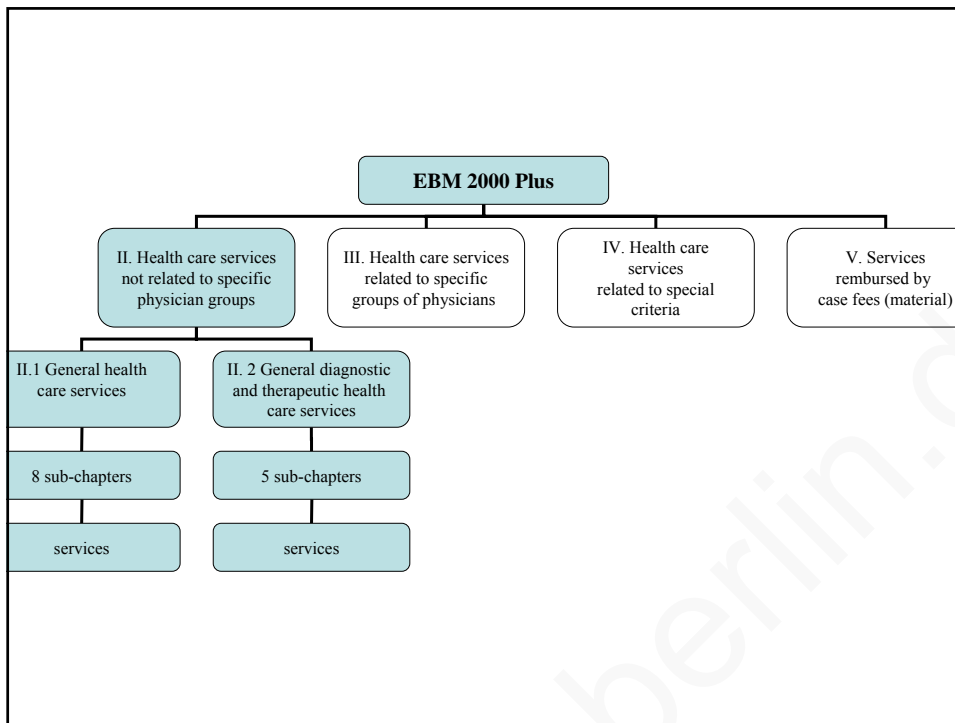 EBM 2000 Plus
II. Health care services
not related to specific
physician groups
III. Health care services
related to specific
groups of physicians
IV. Health care
services
related to special
criteria
V. Services
rembursed by
case fees (material)
II.1 General health
care services
II. 2 General diagnostic
and therapeutic health
care services
8 sub-chapters
5 sub-chapters
services
services
berlin.d